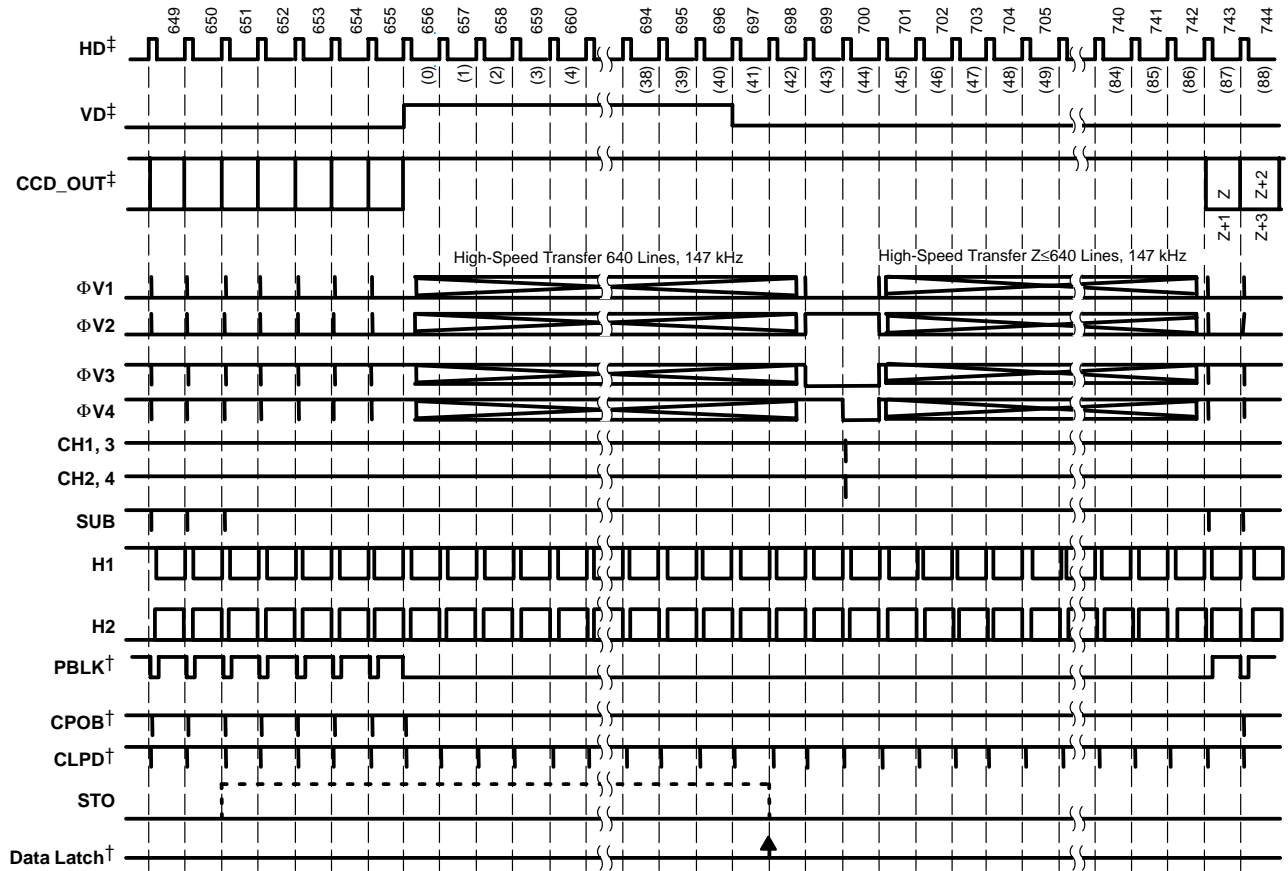 649 650 651 652 653 654 655 656 657 658 659 660 694 695 696 697 698 699 700 701 702 703 704 705 740 741 742 743 744
HD‡
(0) (1) (2) (3) (4) (38) (39) (40) (41) (42) (43) (44) (45) (46) (47) (48) (49) (84) (85) (86) (87) (88)
VD‡
CCD_OUT‡
Z Z+2
Z+1 Z+3
High-Speed Transfer 640 Lines, 147 kHz High-Speed Transfer Z≤640 Lines, 147 kHz
ΦV1
ΦV2
ΦV3
ΦV4
CH1, 3
CH2, 4
SUB
H1
H2
PBLK†
CPOB†
CLPD†
STO
Data Latch†